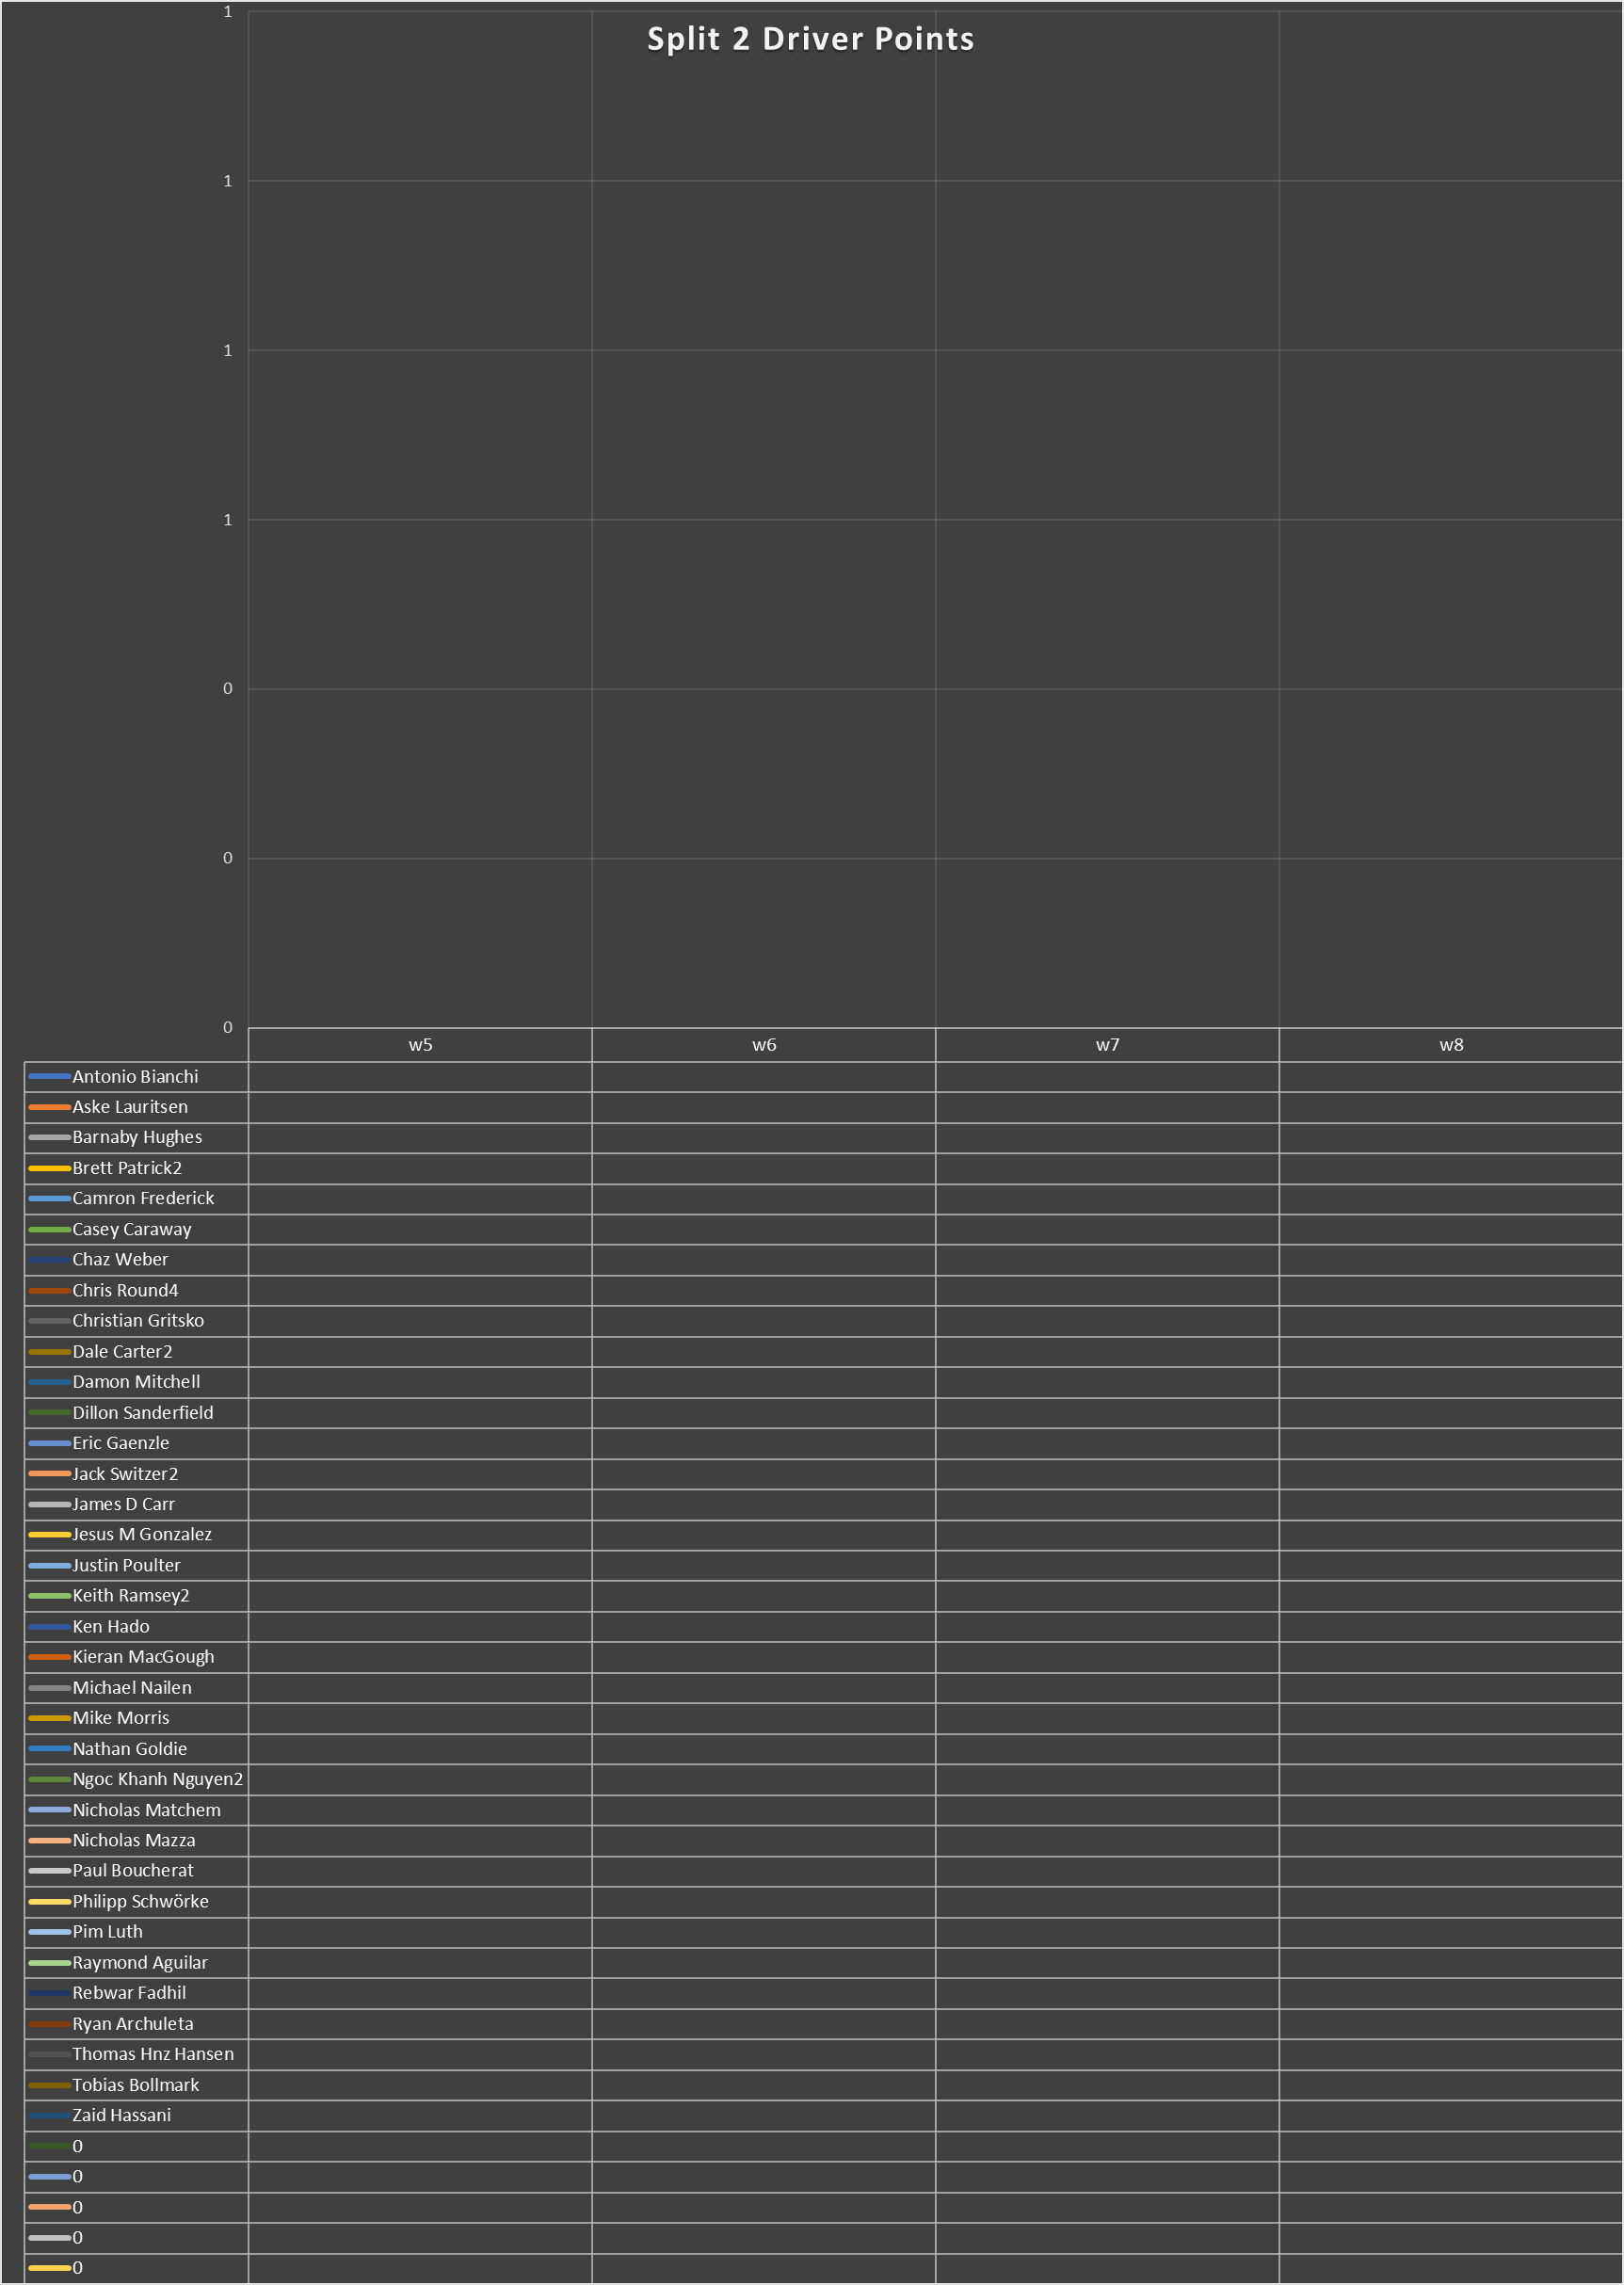 1
Split 2 Driver Points
1
1
1
0
0
0
w5 w6 w7 w8
Antonio Bianchi
Aske Lauritsen
Barnaby Hughes
Brett Patrick2
Camron Frederick
Casey Caraway
Chaz Weber
Chris Round4
Christian Gritsko
Dale Carter2
Damon Mitchell
Dillon Sanderfield
Eric Gaenzle
Jack Switzer2
James D Carr
Jesus M Gonzalez
Justin Poulter
Keith Ramsey2
Ken Hado
Kieran MacGough
Michael Nailen
Mike Morris
Nathan Goldie
Ngoc Khanh Nguyen2
Nicholas Matchem
Nicholas Mazza
Paul Boucherat
Philipp Schwörke
Pim Luth
Raymond Aguilar
Rebwar Fadhil
Ryan Archuleta
Thomas Hnz Hansen
Tobias Bollmark
Zaid Hassani
0
0
0
0
0